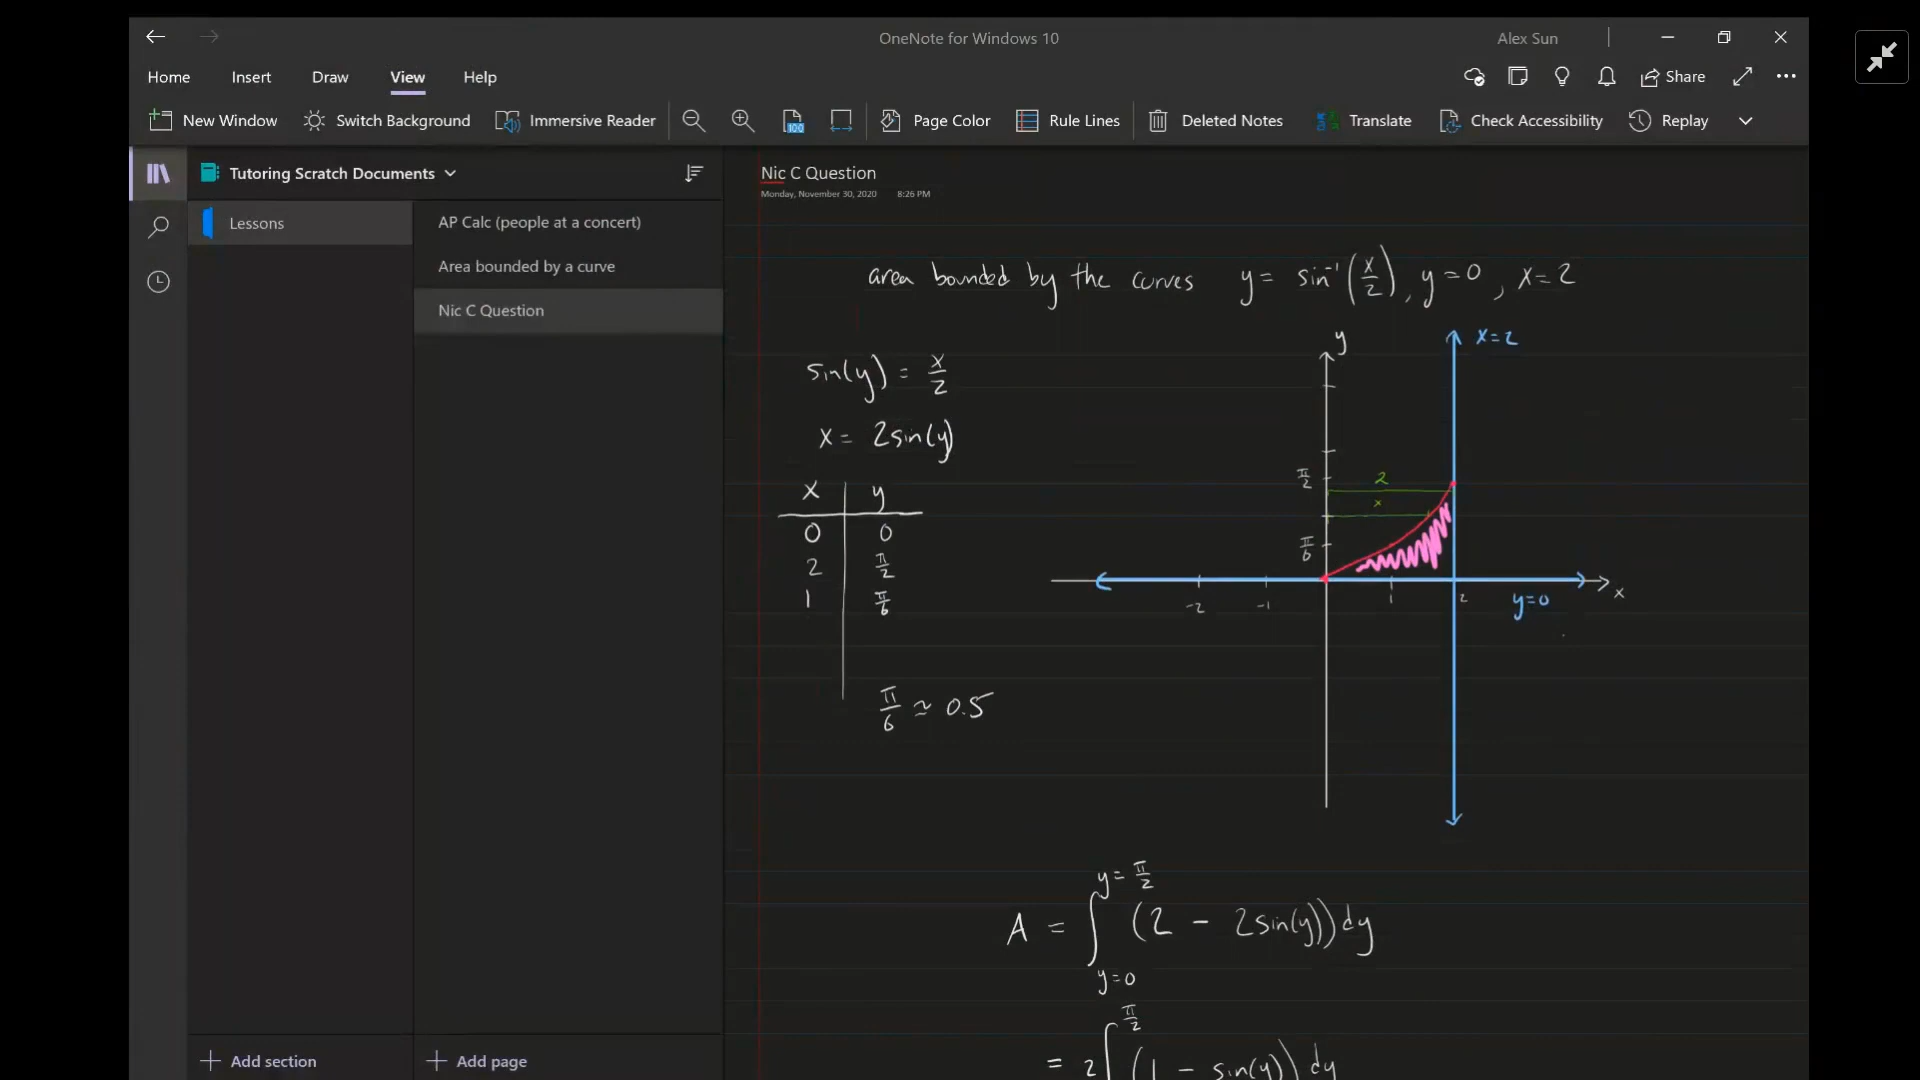 OneNote for Windows 10
Alex Sun
Home Insert Draw View Help
Share
New Window Switch Background Immersive Reader 100 Page Color Rule Lines Deleted Notes Translate Check Accessibility Replay
Tutoring Scratch Documents
Lessons
AP Calc (people at a concert)
Area bounded by a curve
Nic C Question
Add section
Add page
Nic C Question
Monday, November 30, 2020 8:26 PM
area bounded by the curves y = sin⁻¹(x/2), y = 0, x = 2
sin(y) = x/2
x = 2sin(y)
x y
0 0
2 π/2
1 π/6
π/6 ≈ 0.5
y
x=2
π/2
2
x
π/6
-2 -1 1 2
x
y=0
y = π/2
A = ∫ (2 - 2sin(y)) dy
y=0
π/2
= 2∫ (1 - sin(y)) dy